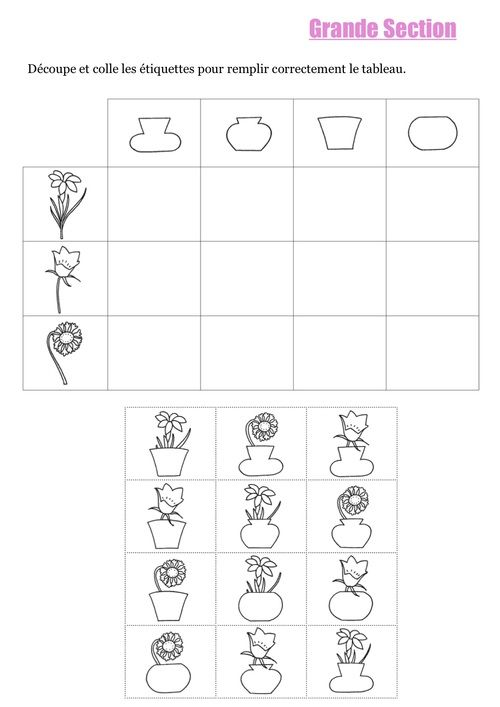 Grande Section
Découpe et colle les étiquettes pour remplir correctement le tableau.